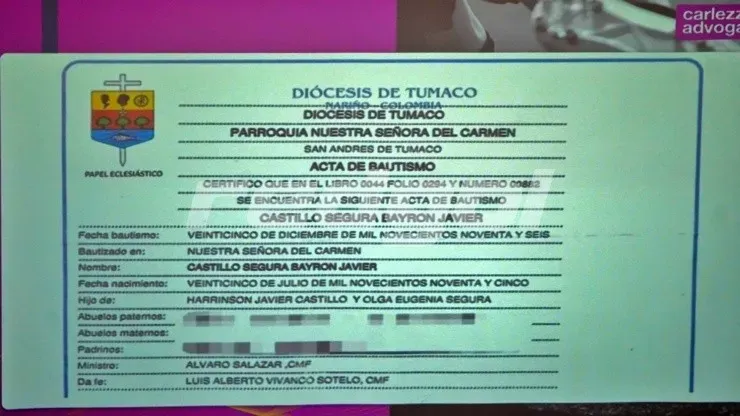 carlezz
advoga
DIÓCESIS DE TUMACO
NARIÑO - COLOMBIA
DIOCESIS DE TUMACO
PARROQUIA NUESTRA SEÑORA DEL CARMEN
SAN ANDRES DE TUMACO
PAPEL ECLESIÁSTICO
ACTA DE BAUTISMO
CERTIFICO QUE EN EL LIBRO 0044 FOLIO 0294 Y NUMERO 00882
SE ENCUENTRA LA SIGUIENTE ACTA DE BAUTISMO
CASTILLO SEGURA BAYRON JAVIER
Fecha bautismo: VEINTICINCO DE DICIEMBRE DE MIL NOVECIENTOS NOVENTA Y SEIS
Bautizado en: NUESTRA SEÑORA DEL CARMEN
Nombre: CASTILLO SEGURA BAYRON JAVIER
Fecha nacimiento: VEINTICINCO DE JULIO DE MIL NOVECIENTOS NOVENTA Y CINCO
Hijo de: HARRINSON JAVIER CASTILLO Y OLGA EUGENIA SEGURA
Abuelos paternos:
Abuelos maternos:
Padrinos:
Ministro: ALVARO SALAZAR ,CMF
Da fe: LUIS ALBERTO VIVANCO SOTELO, CMF